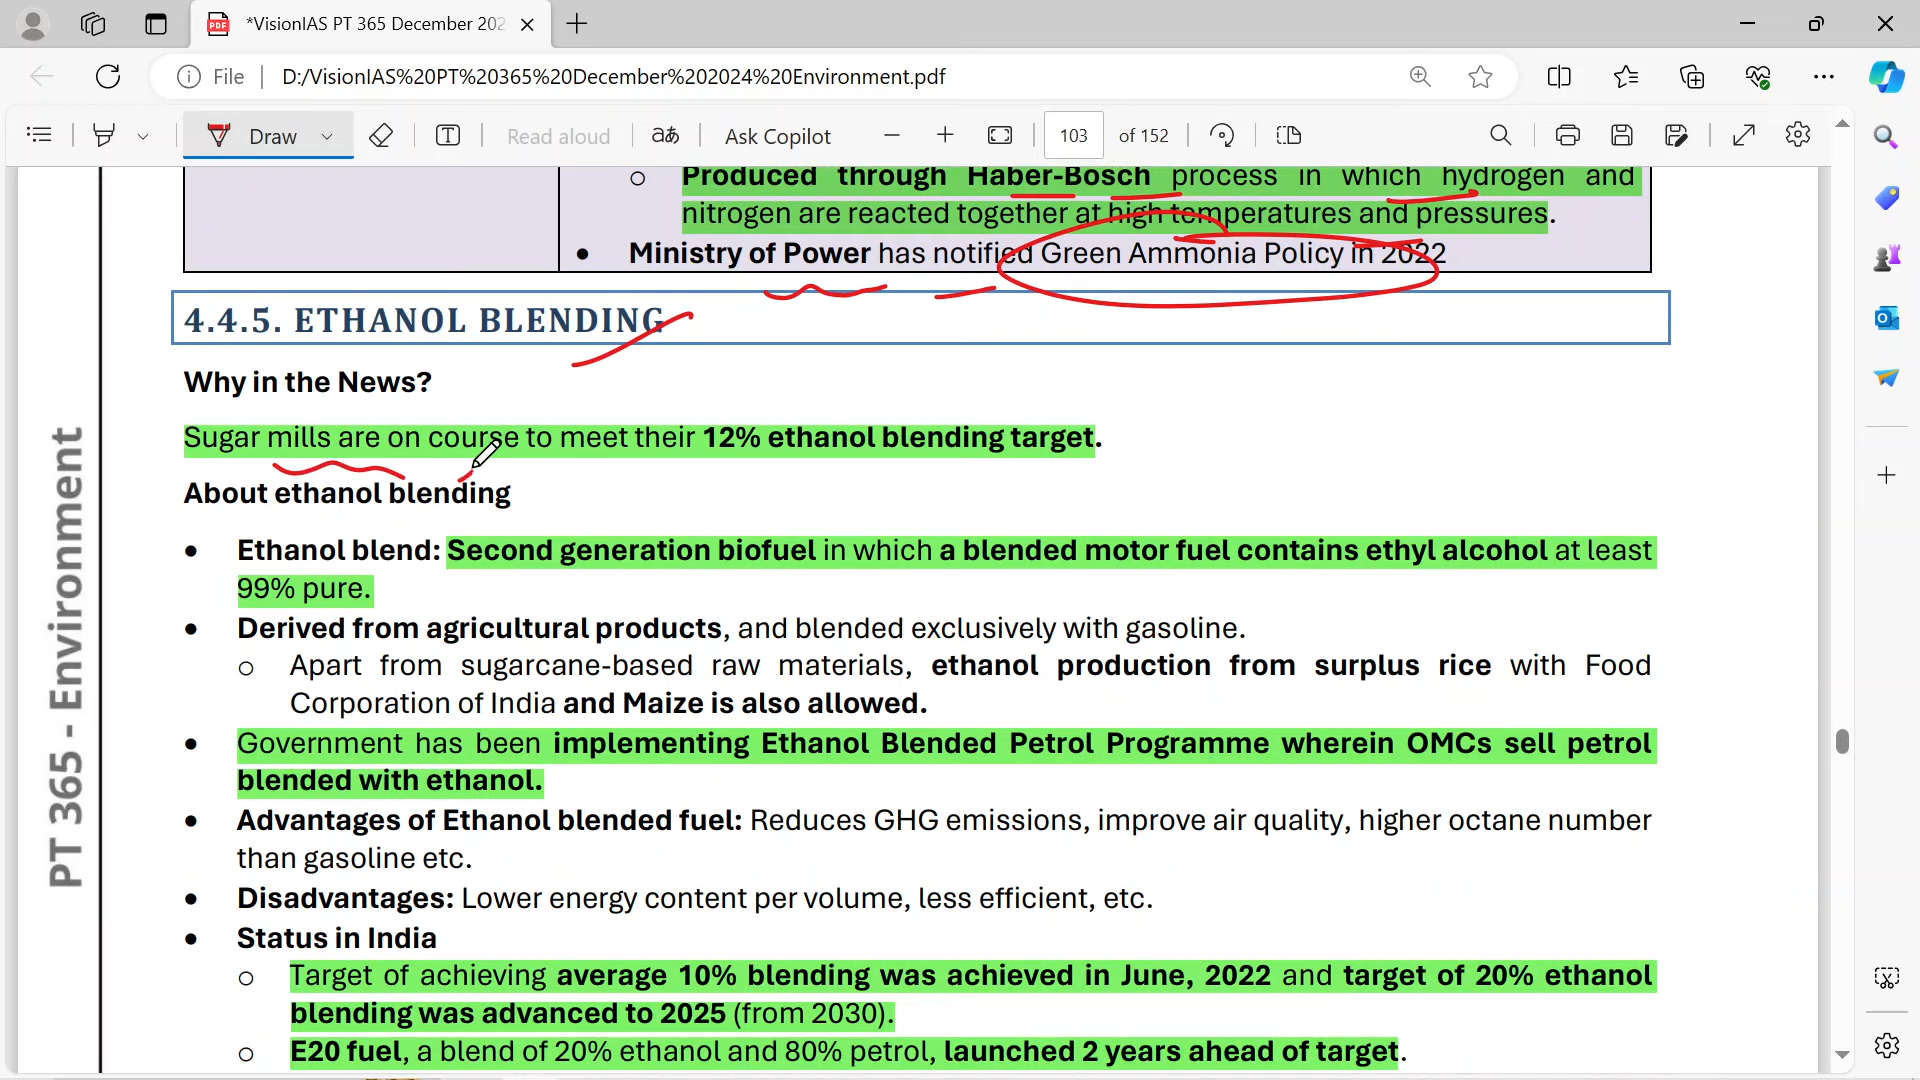 *VisionIAS PT 365 December 202
File
D:/VisionIAS%20PT%20365%20December%202024%20Environment.pdf
Draw
Read aloud
aあ
Ask Copilot
103
of 152
○ Produced through Haber-Bosch process in which hydrogen and
nitrogen are reacted together at high temperatures and pressures.
• Ministry of Power has notified Green Ammonia Policy in 2022
4.4.5. ETHANOL BLENDING
Why in the News?
Sugar mills are on course to meet their 12% ethanol blending target.
About ethanol blending
• Ethanol blend: Second generation biofuel in which a blended motor fuel contains ethyl alcohol at least
99% pure.
• Derived from agricultural products, and blended exclusively with gasoline.
○ Apart from sugarcane-based raw materials, ethanol production from surplus rice with Food
Corporation of India and Maize is also allowed.
• Government has been implementing Ethanol Blended Petrol Programme wherein OMCs sell petrol
blended with ethanol.
• Advantages of Ethanol blended fuel: Reduces GHG emissions, improve air quality, higher octane number
than gasoline etc.
• Disadvantages: Lower energy content per volume, less efficient, etc.
• Status in India
○ Target of achieving average 10% blending was achieved in June, 2022 and target of 20% ethanol
blending was advanced to 2025 (from 2030).
○ E20 fuel, a blend of 20% ethanol and 80% petrol, launched 2 years ahead of target.
PT 365 - Environment